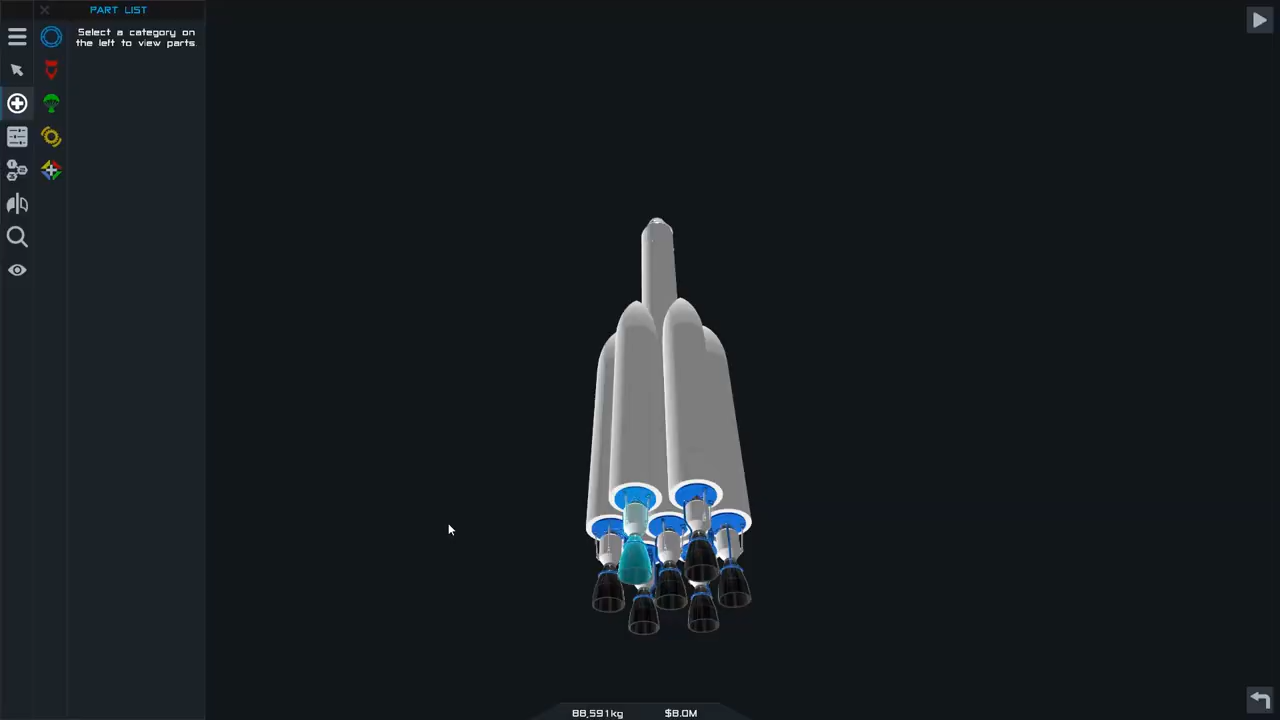 PART LIST
Select a category on
the left to view parts.
88,591kg
$8.0M